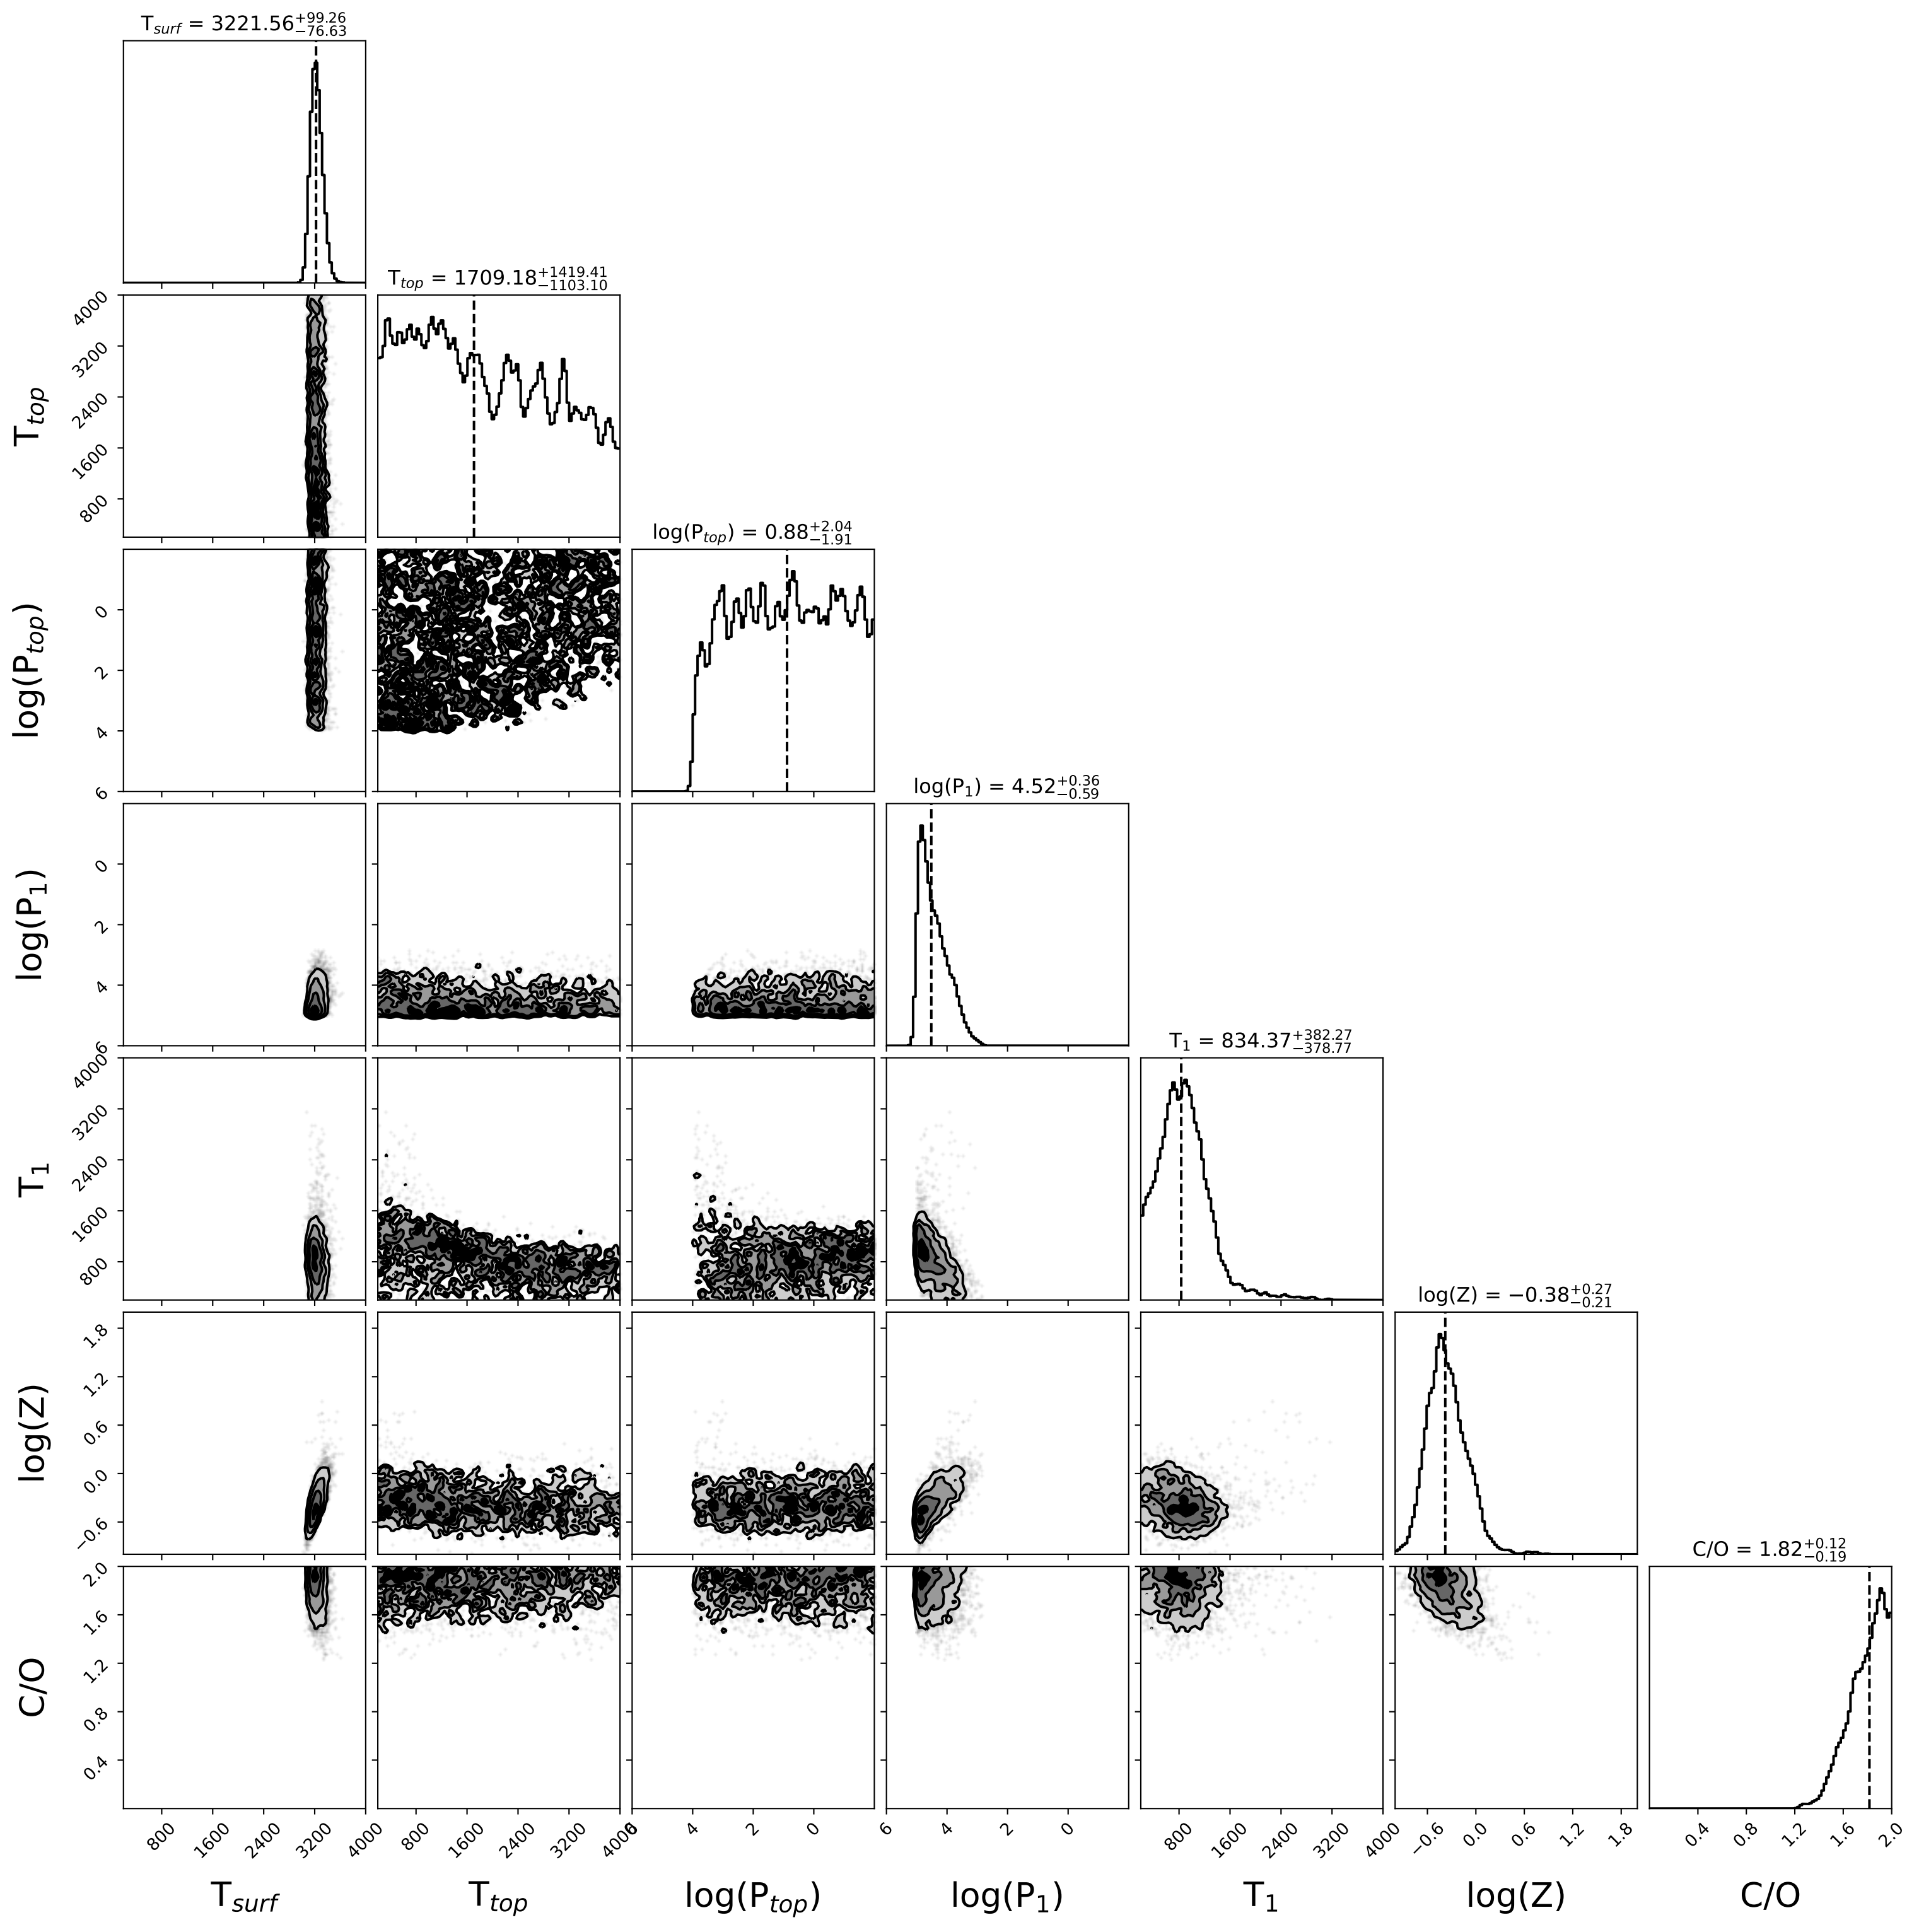 T_surf = 3221.56 +99.26 −76.63
T_top = 1709.18 +1419.41 −1103.10
4000
3200
2400
1600
800
T_top
log(P_top) = 0.88 +2.04 −1.91
0
2
4
6
log(P_top)
log(P_1) = 4.52 +0.36 −0.59
0
2
4
6
log(P_1)
T_1 = 834.37 +382.27 −378.77
4000
3200
2400
1600
800
T_1
log(Z) = −0.38 +0.27 −0.21
1.8
1.2
0.6
0.0
−0.6
log(Z)
C/O = 1.82 +0.12 −0.19
2.0
1.6
1.2
0.8
0.4
C/O
800 1600 2400 3200 4000 800 1600 2400 3200 4000 6 4 2 0 6 4 2 0 800 1600 2400 3200 4000 −0.6 0.0 0.6 1.2 1.8 0.4 0.8 1.2 1.6 2.0
T_surf T_top log(P_top) log(P_1) T_1 log(Z) C/O